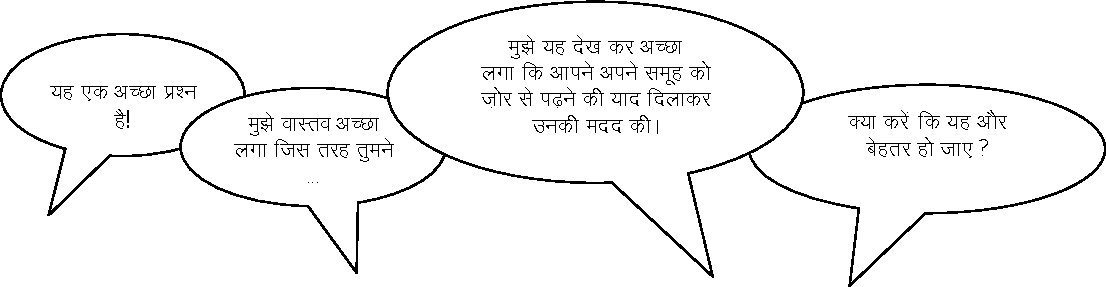 यह एक अच्छा प्रश्न
है!
मुझे वास्तव अच्छा
लगा जिस तरह तुमने
...
मुझे यह देख कर अच्छा
लगा कि आपने अपने समूह को
ज़ोर से पढ़ने की याद दिलाकर
उनकी मदद की।
क्या करें कि यह और
बेहतर हो जाए ?